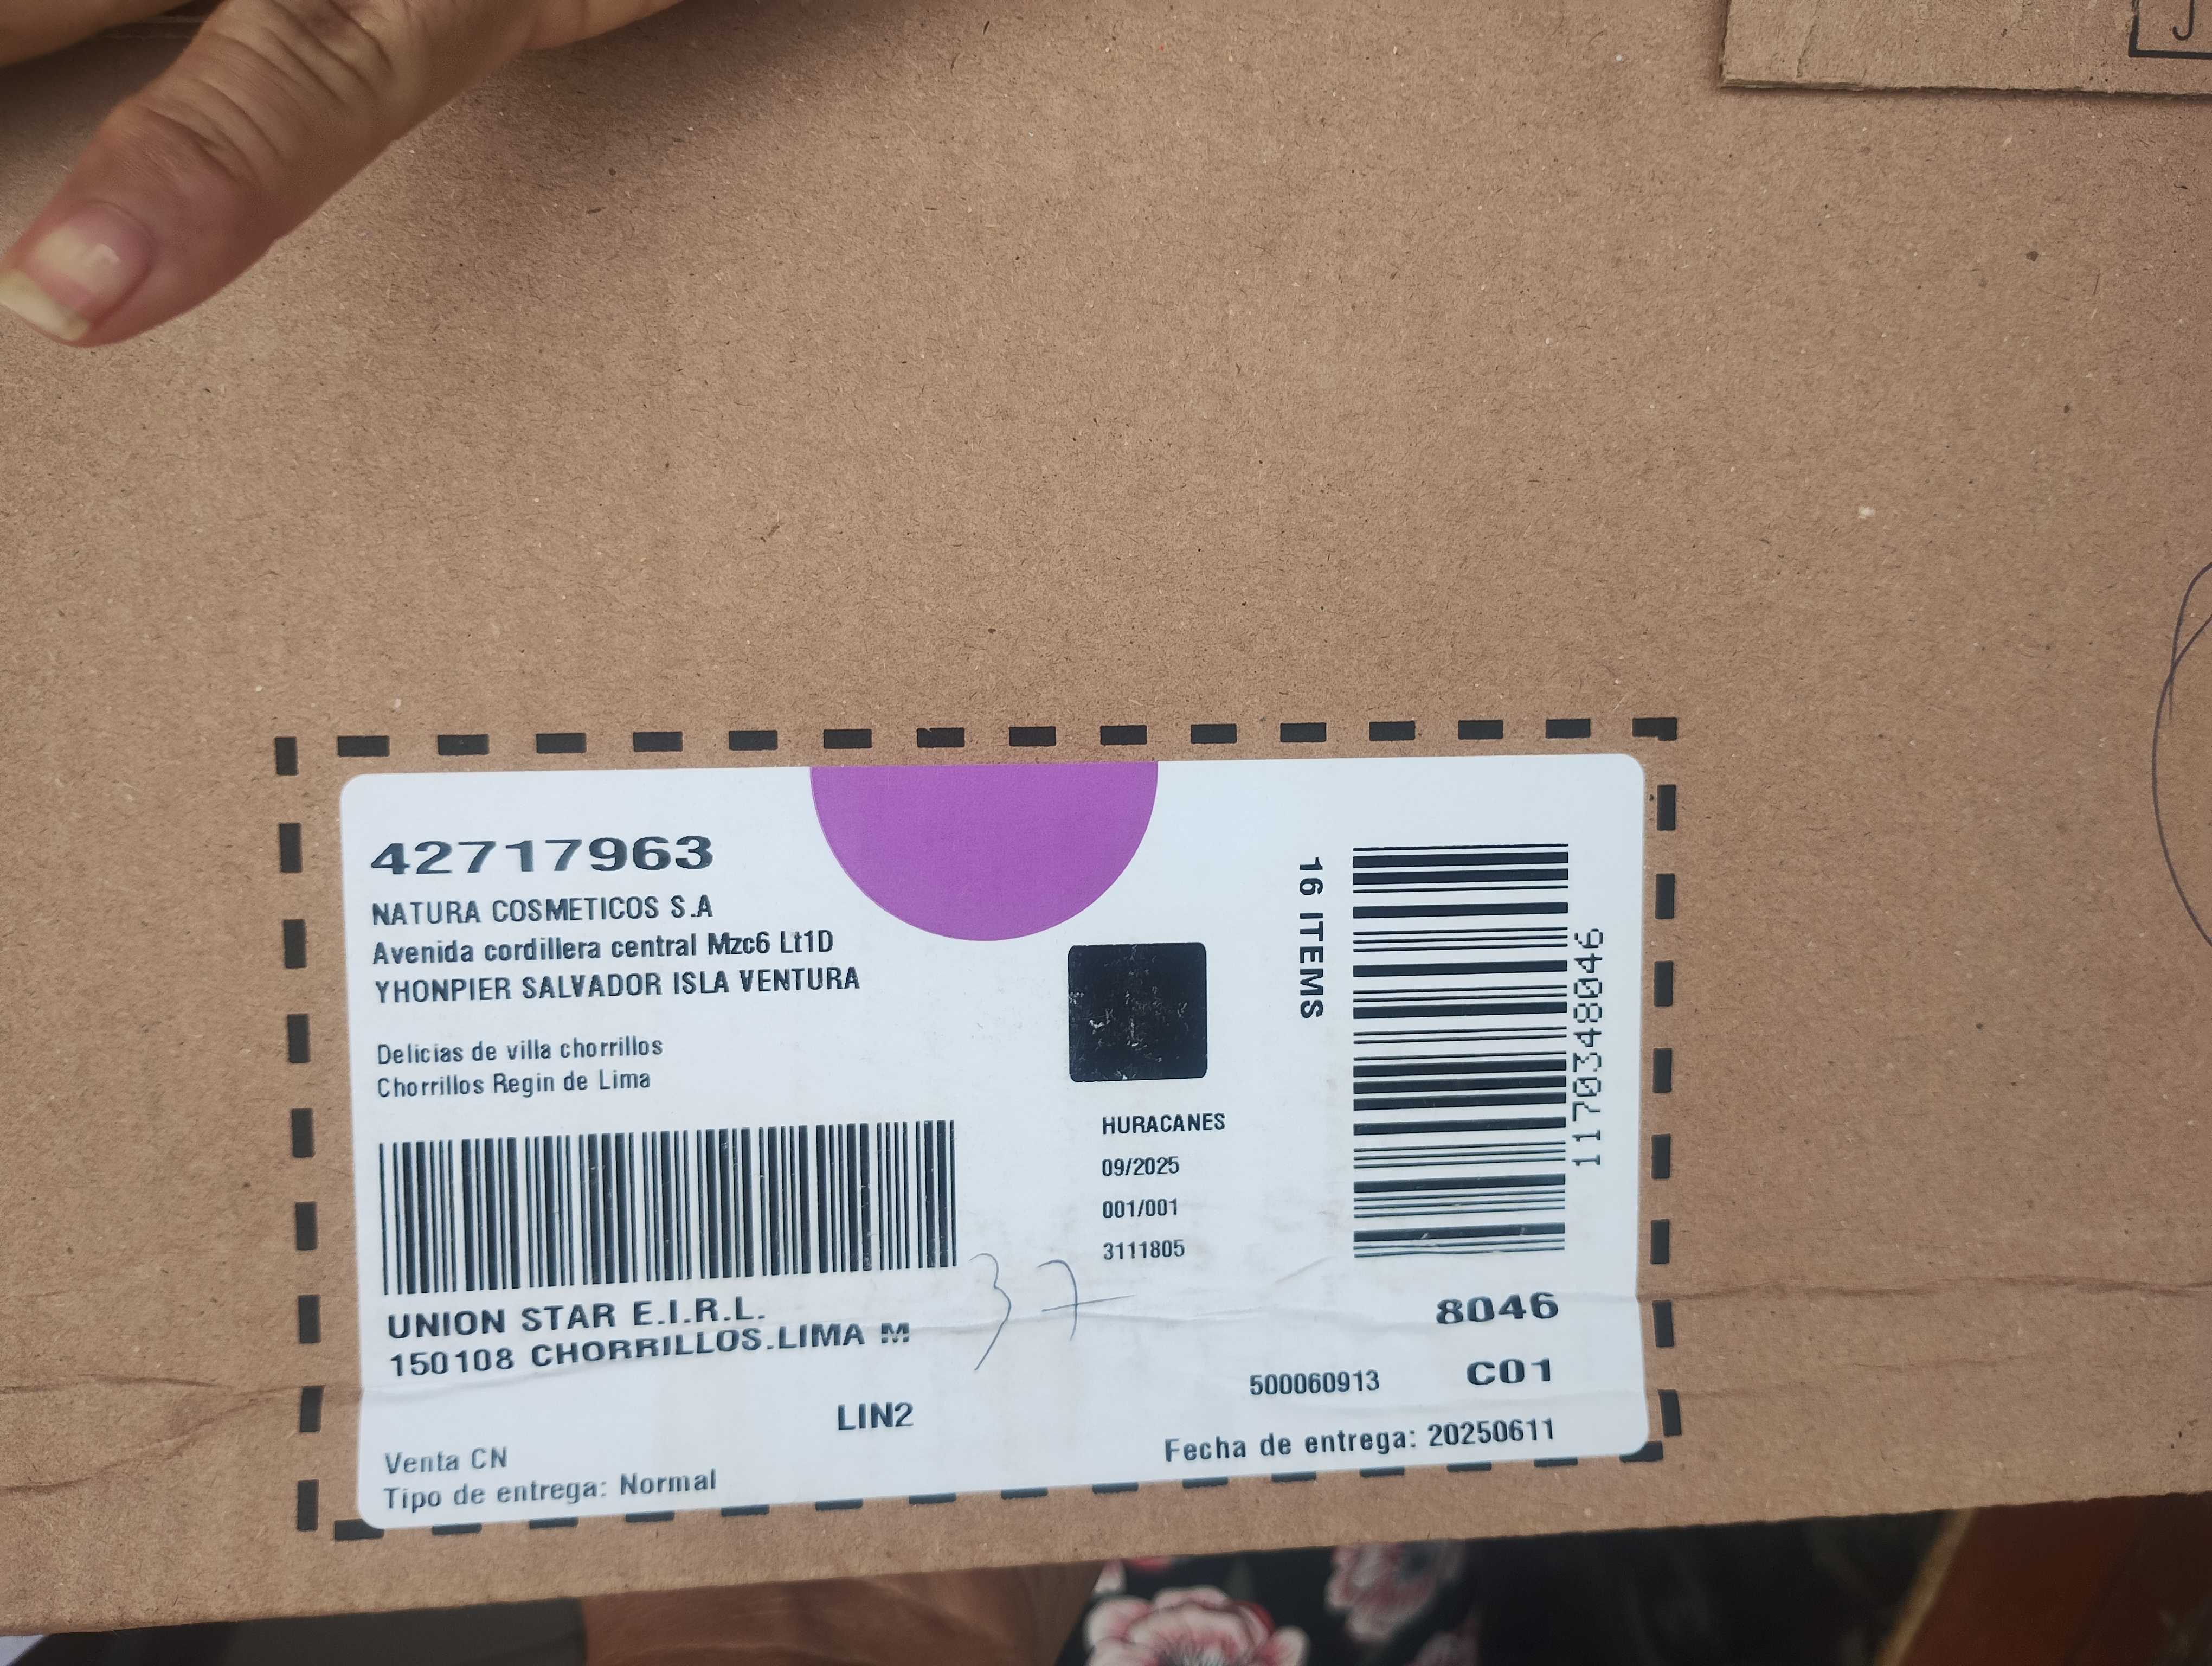 42717963
NATURA COSMETICOS S.A
Avenida cordillera central Mzc6 Lt1D
YHONPIER SALVADOR ISLA VENTURA
Delicias de villa chorrillos
Chorrillos Regin de Lima
UNION STAR E.I.R.L.
150108 CHORRILLOS.LIMA M
37
LIN2
Venta CN
Tipo de entrega: Normal
HURACANES
09/2025
001/001
3111805
16 ITEMS
1170348046
8046
500060913 C01
Fecha de entrega: 20250611